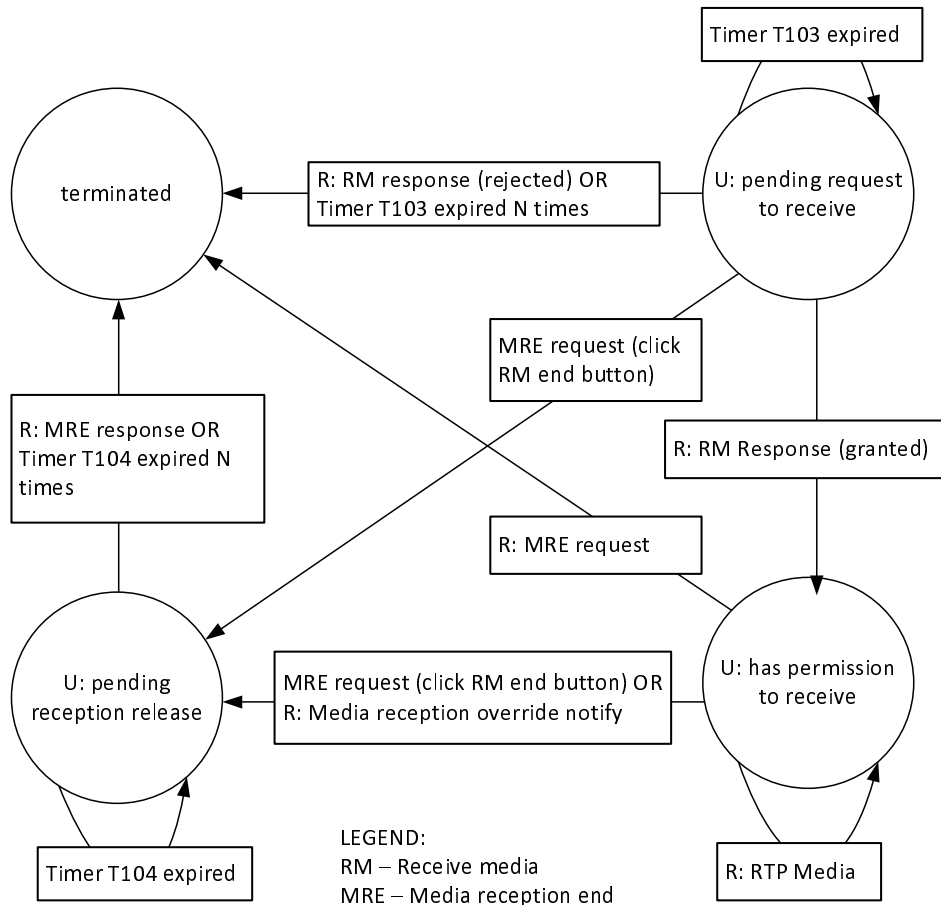 Timer T103 expired
terminated
R: RM response (rejected) OR
Timer T103 expired N times
U: pending request
to receive
MRE request (click
RM end button)
R: MRE response OR
Timer T104 expired N
times
R: RM Response (granted)
R: MRE request
U: pending
reception release
MRE request (click RM end button) OR
R: Media reception override notify
U: has permission
to receive
Timer T104 expired
LEGEND:
RM – Receive media
MRE – Media reception end
R: RTP Media